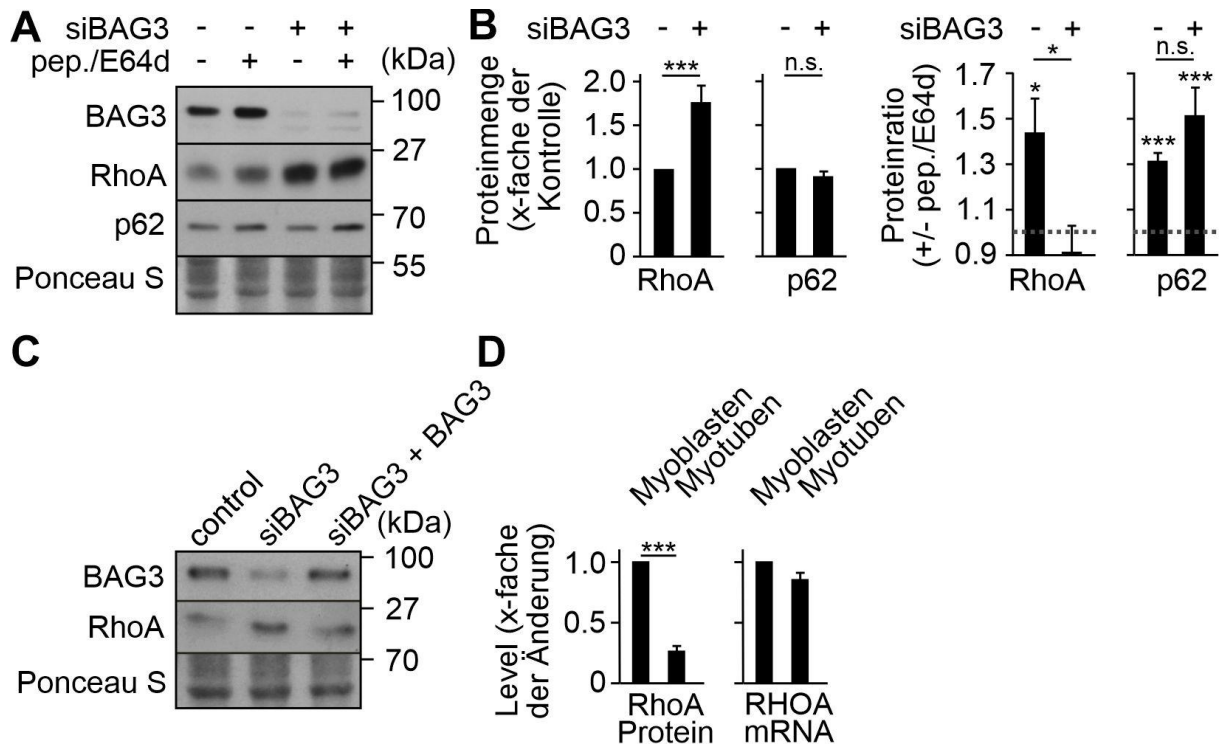 A
siBAG3 - - + +
pep./E64d - + - + (kDa)
BAG3
100
27
RhoA
70
p62
55
Ponceau S
B
siBAG3 - + - +
Proteinmenge
(x-fache der
Kontrolle)
2.0
1.5
1.0
0.5
0
***
n.s.
RhoA p62
siBAG3 - + - +
Proteinratio
(+/- pep./E64d)
1.7
1.5
1.3
1.1
0.9
*
*
n.s.
***
***
RhoA p62
C
control siBAG3 siBAG3 + BAG3 (kDa)
BAG3
100
27
RhoA
70
Ponceau S
D
Myoblasten Myotuben Myoblasten Myotuben
Level (x-fache
der Änderung)
1.0
0.5
0
***
RhoA RHOA
Protein mRNA